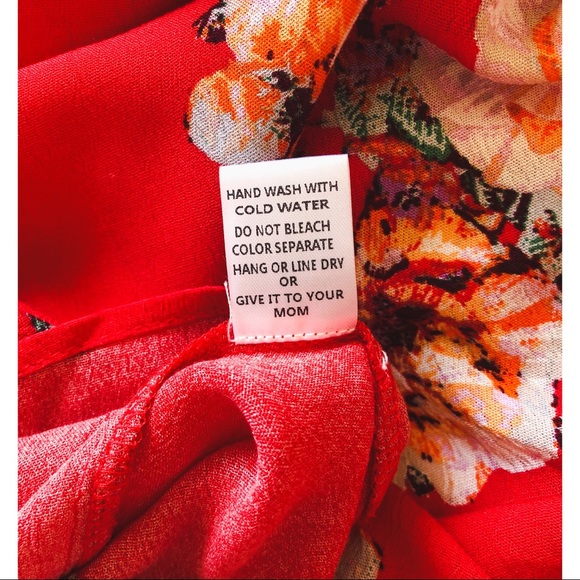 HAND WASH WITH
COLD WATER
DO NOT BLEACH
COLOR SEPARATE
HANG OR LINE DRY
OR
GIVE IT TO YOUR
MOM